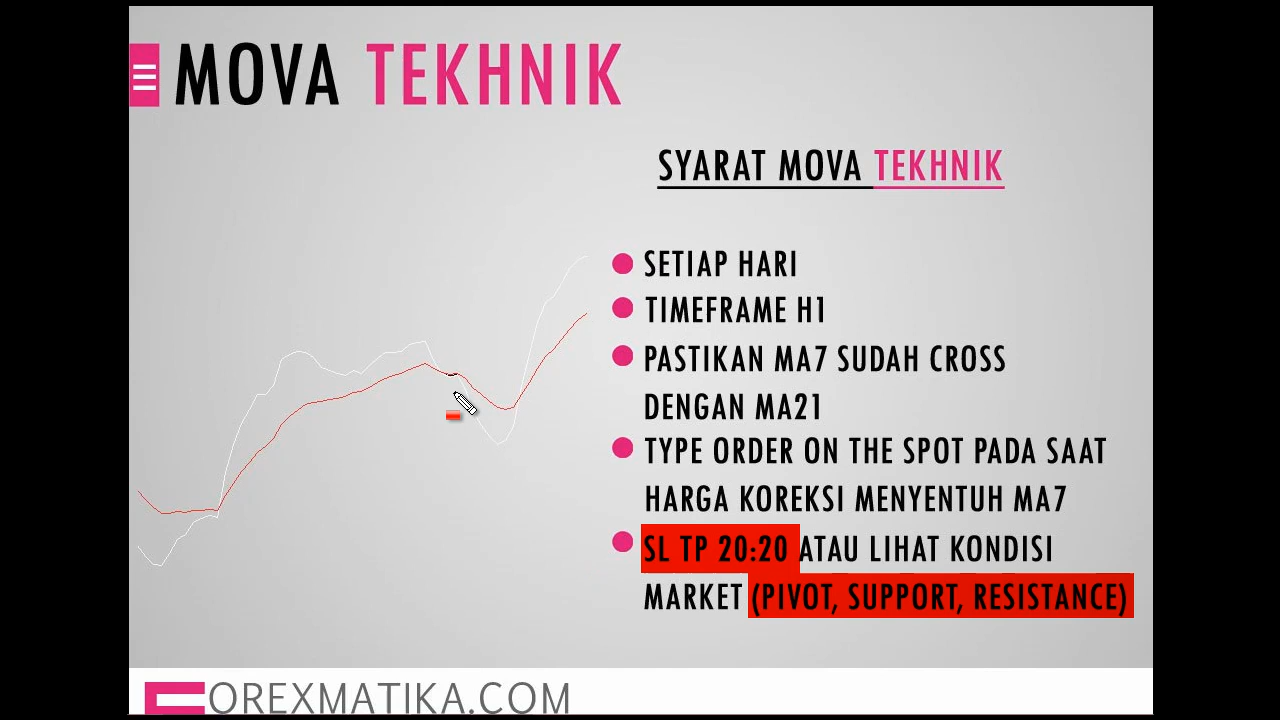 MOVA TEKHNIK
SYARAT MOVA TEKHNIK
SETIAP HARI
TIMEFRAME H1
PASTIKAN MA7 SUDAH CROSS
DENGAN MA21
TYPE ORDER ON THE SPOT PADA SAAT
HARGA KOREKSI MENYENTUH MA7
SL TP 20:20 ATAU LIHAT KONDISI
MARKET (PIVOT, SUPPORT, RESISTANCE)
FOREXMATIKA.COM